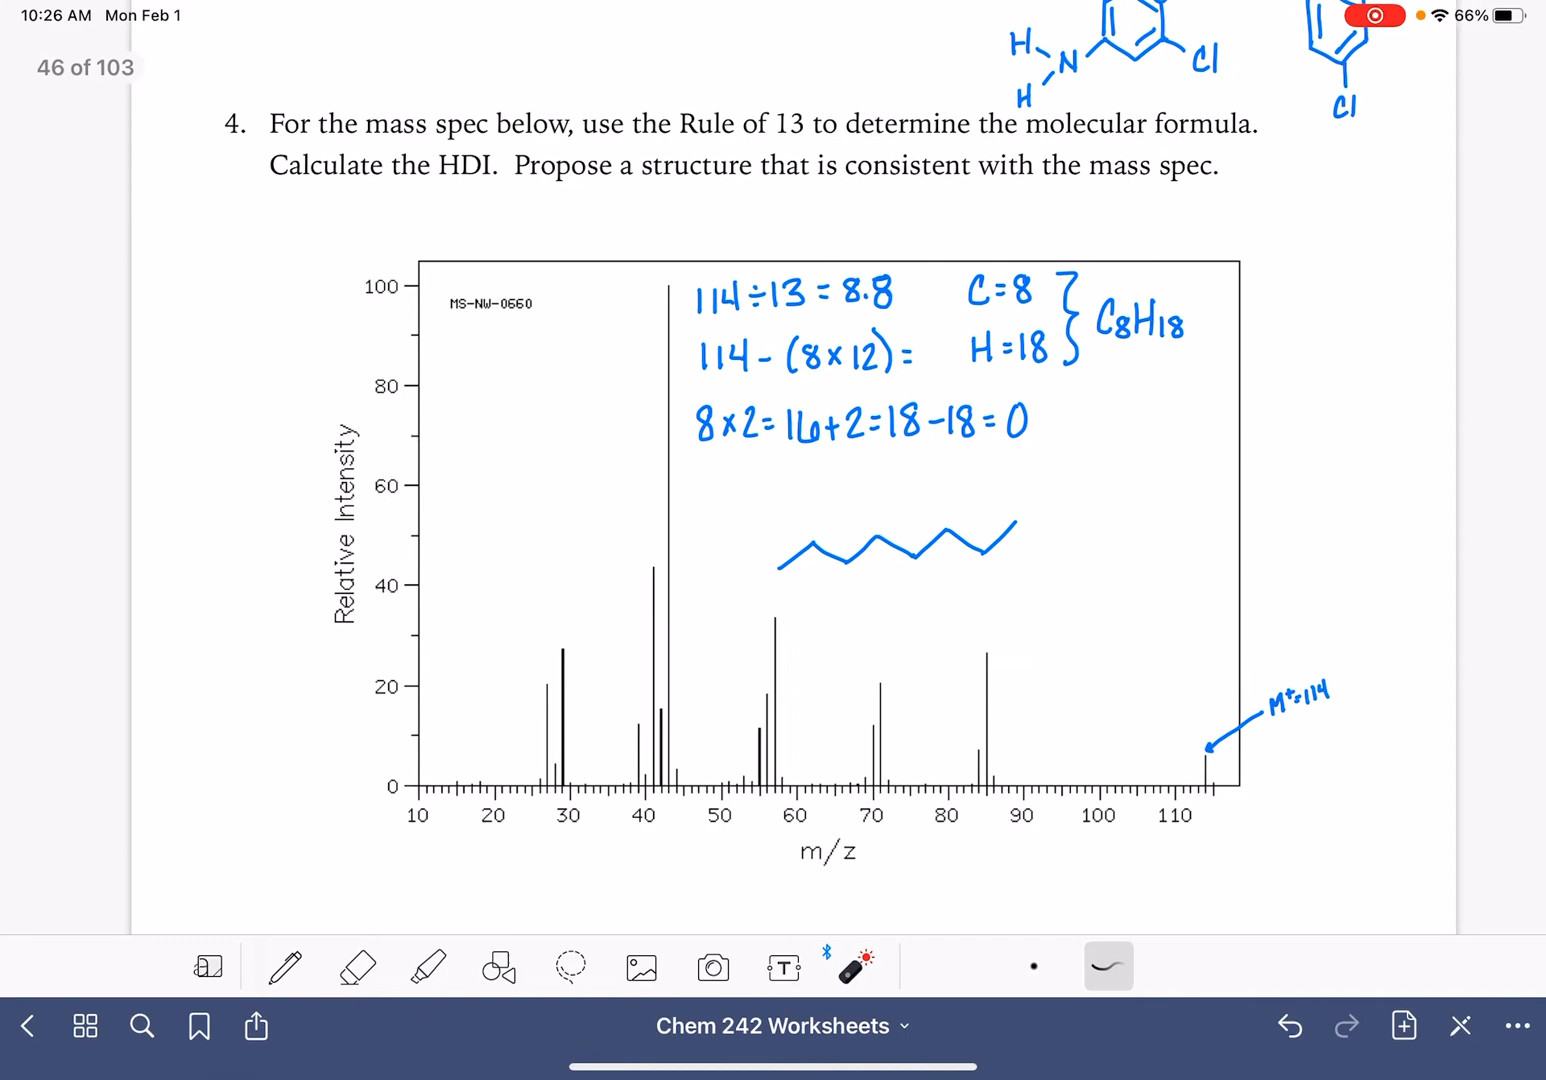 10:26 AM Mon Feb 1
66%
46 of 103
H
N
H
Cl
Cl
4. For the mass spec below, use the Rule of 13 to determine the molecular formula.
Calculate the HDI. Propose a structure that is consistent with the mass spec.
MS-NW-0660
114 ÷ 13 = 8.8 C = 8
114 - (8 × 12) = H = 18
C8H18
8 × 2 = 16 + 2 = 18 - 18 = 0
M+ = 114
Relative Intensity
100
80
60
40
20
0
10 20 30 40 50 60 70 80 90 100 110
m/z
a
T
Chem 242 Worksheets